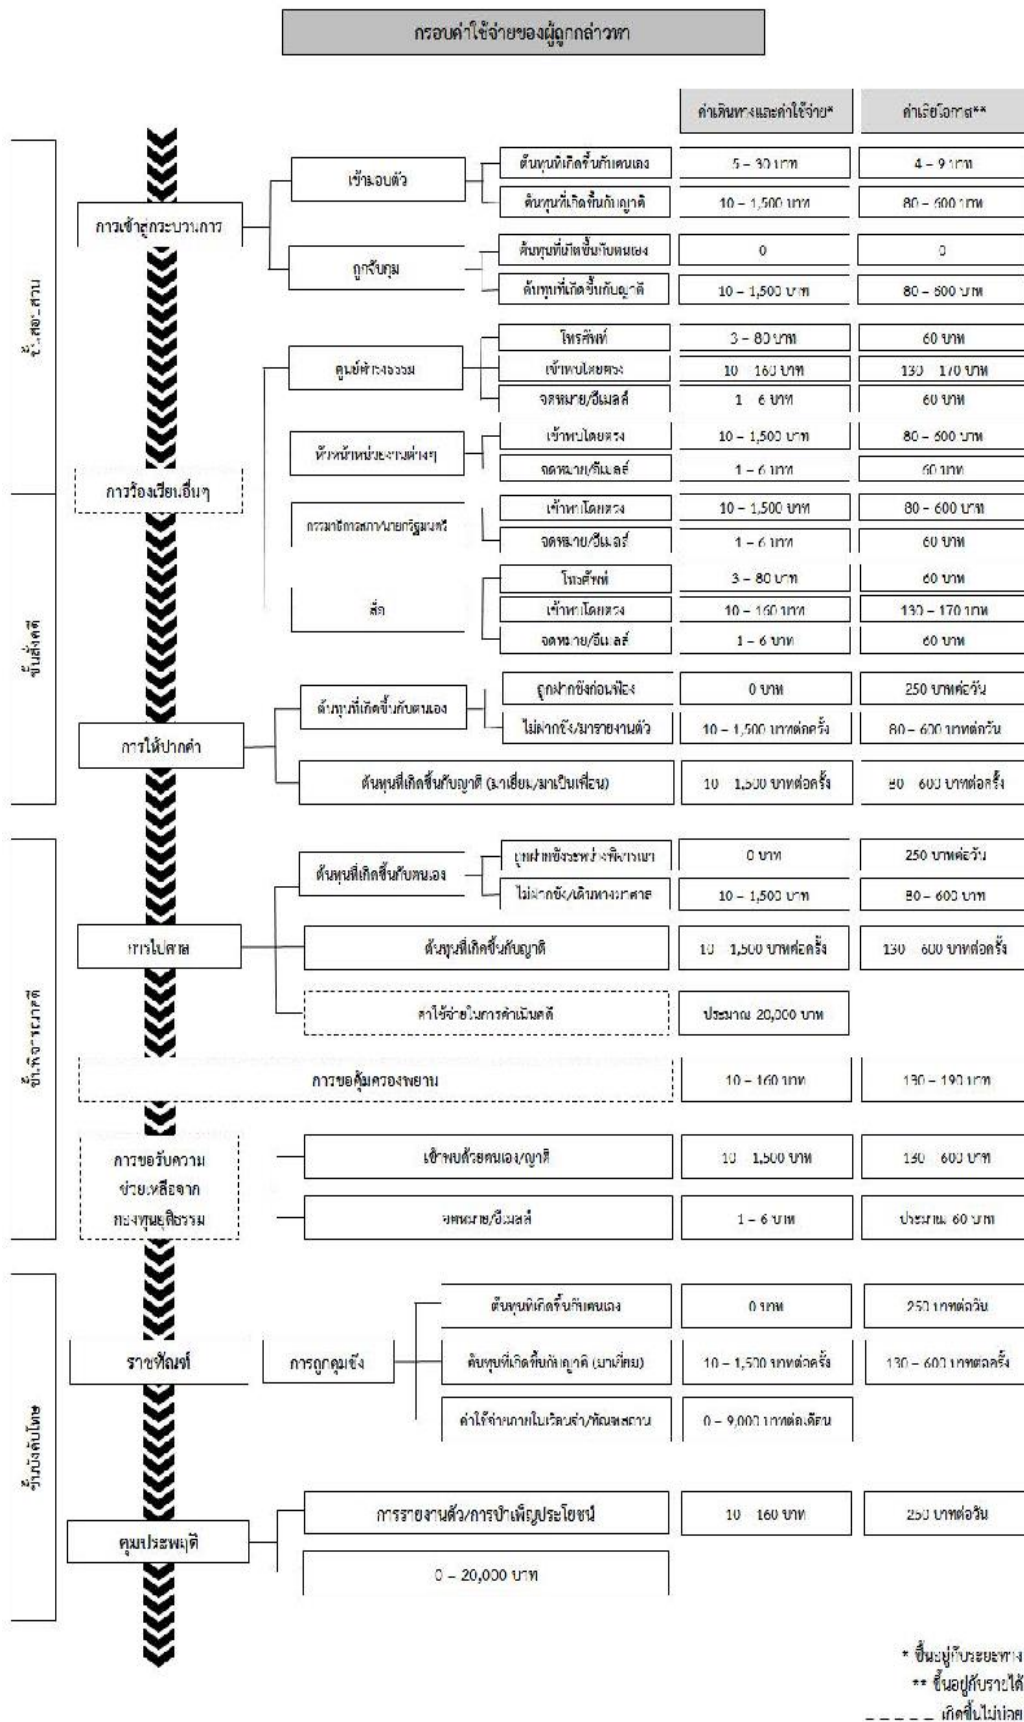 กรอบค่าใช้จ่ายของผู้ถูกกล่าวหา
ค่าเดินทางและค่าใช้จ่าย* ค่าเสียโอกาส**
ชั้นสอบสวน
การเข้าสู่กระบวนการ
เข้ามอบตัว
ต้นทุนที่เกิดขึ้นกับตนเอง 5 – 30 บาท 4 – 9 บาท
ต้นทุนที่เกิดขึ้นกับญาติ 10 – 1,500 บาท 80 – 600 บาท
ถูกจับกุม
ต้นทุนที่เกิดขึ้นกับตนเอง 0 0
ต้นทุนที่เกิดขึ้นกับญาติ 10 – 1,500 บาท 80 – 600 บาท
การร้องเรียนอื่นๆ
ศูนย์ดำรงธรรม
โทรศัพท์ 3 – 80 บาท 60 บาท
เข้าพบโดยตรง 10 – 160 บาท 130 – 170 บาท
จดหมาย/อีเมลล์ 1 – 6 บาท 60 บาท
หัวหน้าหน่วยงานต่างๆ
เข้าพบโดยตรง 10 – 1,500 บาท 80 – 600 บาท
จดหมาย/อีเมลล์ 1 – 6 บาท 60 บาท
กรรมาธิการสภา/นายกรัฐมนตรี
เข้าพบโดยตรง 10 – 1,500 บาท 80 – 600 บาท
จดหมาย/อีเมลล์ 1 – 6 บาท 60 บาท
สื่อ
โทรศัพท์ 3 – 80 บาท 60 บาท
เข้าพบโดยตรง 10 – 160 บาท 130 – 170 บาท
จดหมาย/อีเมลล์ 1 – 6 บาท 60 บาท
ชั้นสั่งคดี
การให้ปากคำ
ต้นทุนที่เกิดขึ้นกับตนเอง
ถูกฝากขังก่อนฟ้อง 0 บาท 250 บาทต่อวัน
ไม่ฝากขัง/มารายงานตัว 10 – 1,500 บาทต่อครั้ง 80 – 600 บาทต่อวัน
ต้นทุนที่เกิดขึ้นกับญาติ (มาเยี่ยม/มาเป็นเพื่อน) 10 – 1,500 บาทต่อครั้ง 80 – 600 บาทต่อครั้ง
ชั้นพิจารณาคดี
การไปศาล
ต้นทุนที่เกิดขึ้นกับตนเอง
ถูกฝากขังระหว่างพิจารณา 0 บาท 250 บาทต่อวัน
ไม่ฝากขัง/เดินทางมาศาล 10 – 1,500 บาท 80 – 600 บาท
ต้นทุนที่เกิดขึ้นกับญาติ 10 – 1,500 บาทต่อครั้ง 130 – 600 บาทต่อครั้ง
ค่าใช้จ่ายในการดำเนินคดี ประมาณ 20,000 บาท
การขอคุ้มครองพยาน 10 – 160 บาท 130 – 190 บาท
การขอรับความ
ช่วยเหลือจาก
กองทุนยุติธรรม
เข้าพบด้วยตนเอง/ญาติ 10 – 1,500 บาท 130 – 600 บาท
จดหมาย/อีเมลล์ 1 – 6 บาท ประมาณ 60 บาท
ชั้นบังคับโทษ
ราชทัณฑ์
การถูกคุมขัง
ต้นทุนที่เกิดขึ้นกับตนเอง 0 บาท 250 บาทต่อวัน
ต้นทุนที่เกิดขึ้นกับญาติ (มาเยี่ยม) 10 – 1,500 บาทต่อครั้ง 130 – 600 บาทต่อครั้ง
ค่าใช้จ่ายภายในเรือนจำ/ทัณฑสถาน 0 – 9,000 บาทต่อเดือน
คุมประพฤติ
การรายงานตัว/การบำเพ็ญประโยชน์ 10 – 160 บาท 250 บาทต่อวัน
0 – 20,000 บาท
* ขึ้นอยู่กับระยะทาง
** ขึ้นอยู่กับรายได้
_ _ _ _ _ เกิดขึ้นไม่บ่อย